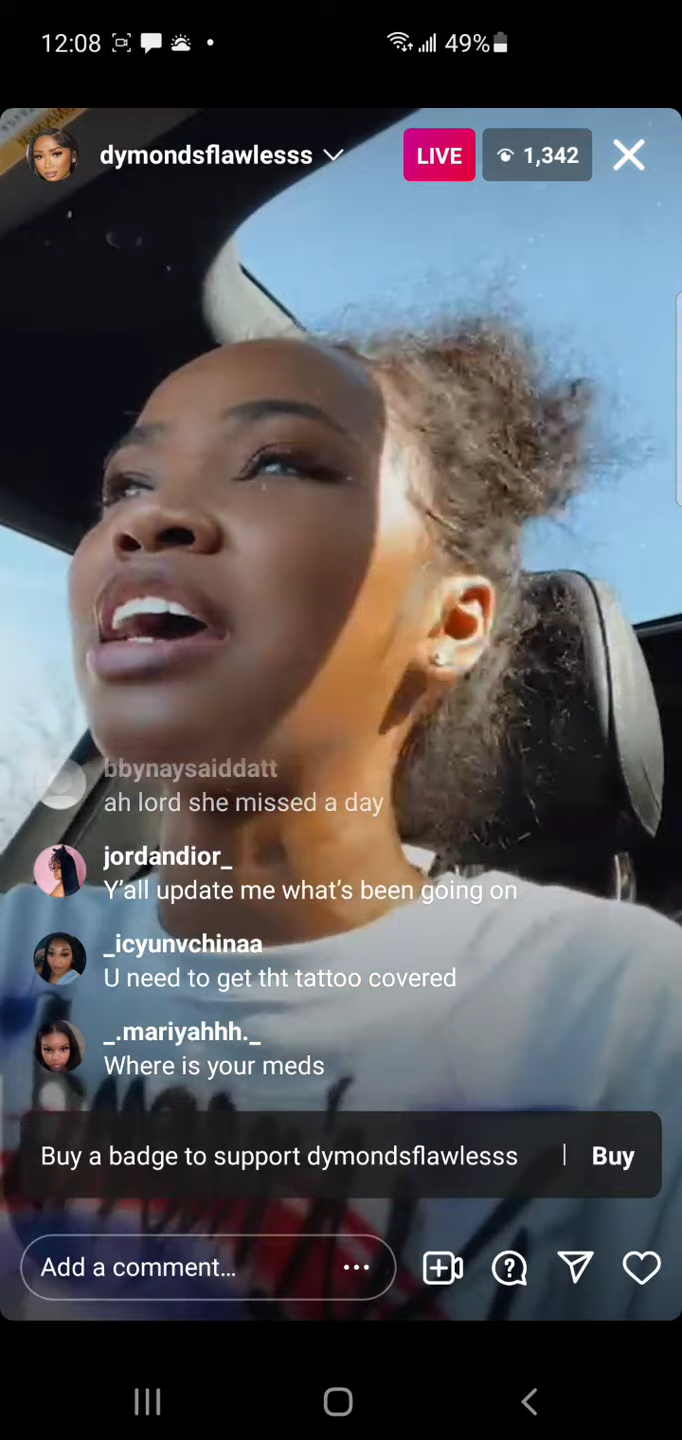 12:08
49%
dymondsflawlesss
LIVE
1,342
bbynaysaiddatt
ah lord she missed a day
jordandior_
Y'all update me what's been going on
_icyunvchinaa
U need to get tht tattoo covered
_.mariyahhh._
Where is your meds
Buy a badge to support dymondsflawlesss | Buy
Add a comment...